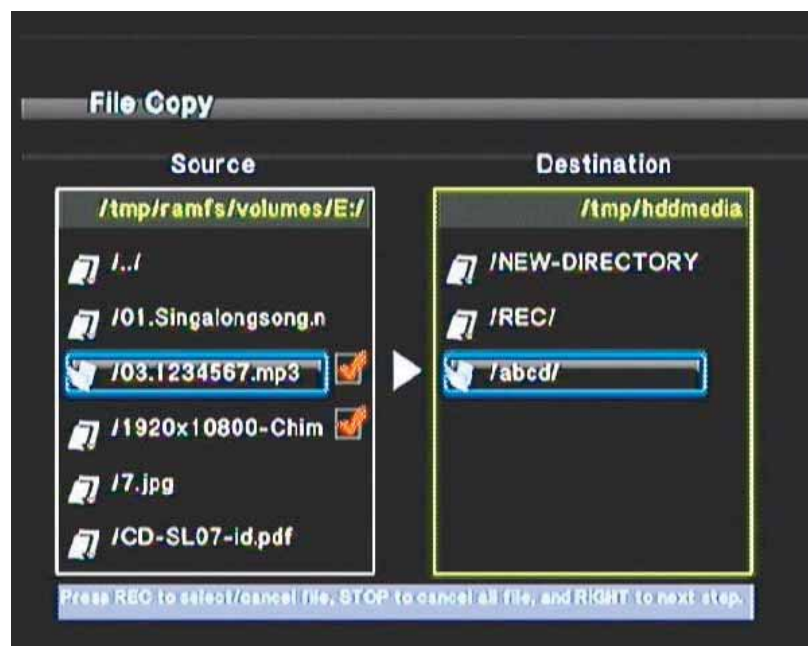 File Copy
Source
Destination
/tmp/ramfs/volumes/E:/
/../
/01.Singalongsong.n
/03.1234567.mp3
/1920x10800-Chim
/7.jpg
/CD-SL07-id.pdf
/tmp/hddmedia
/NEW-DIRECTORY
/REC/
/abcd/
Press REC to select/cancel file, STOP to cancel all file, and RIGHT to next step.